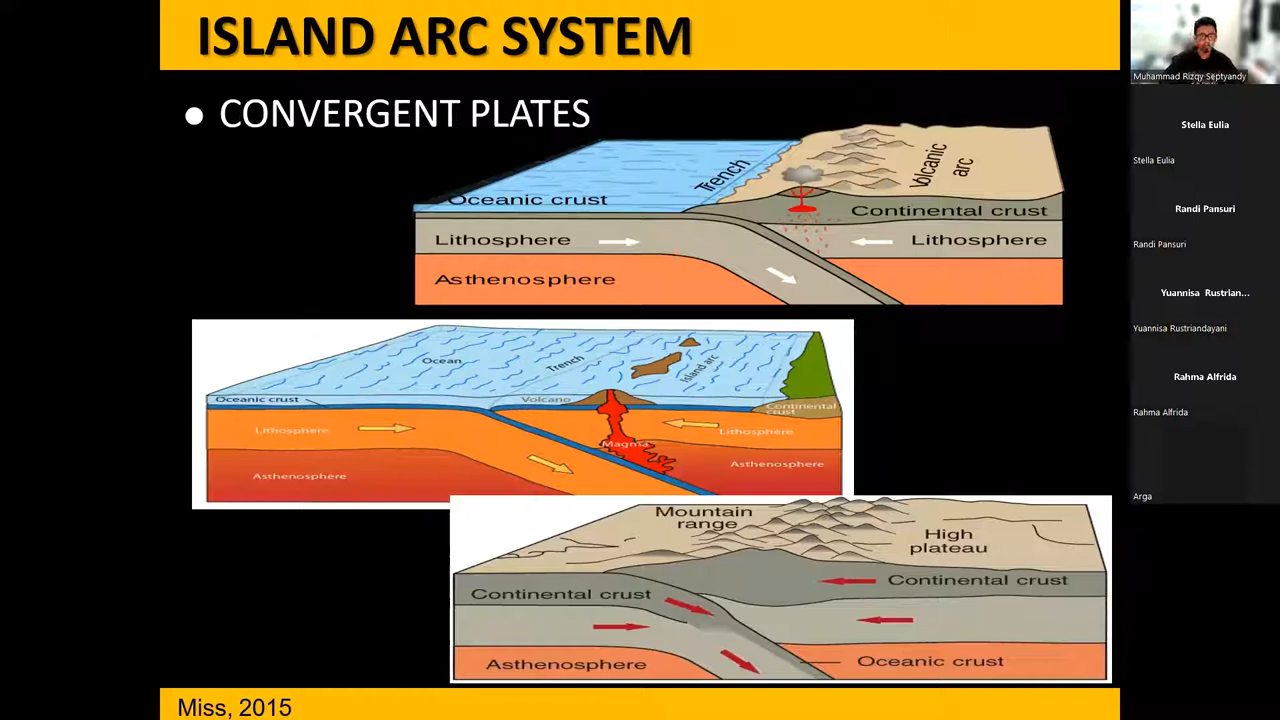 ISLAND ARC SYSTEM
● CONVERGENT PLATES
Trench
Volcanic
arc
Oceanic crust
Continental crust
Lithosphere
Lithosphere
Asthenosphere
Ocean
Trench
Island arc
Oceanic crust
Volcano
Continental
crust
Lithosphere
Lithosphere
Magma
Asthenosphere
Asthenosphere
Mountain
range
High
plateau
Continental crust
Continental crust
Asthenosphere
Oceanic crust
Miss, 2015
Muhammad Rizqy Septyandy
Stella Eulia
Stella Eulia
Randi Pansuri
Randi Pansuri
Yuannisa Rustrian...
Yuannisa Rustriandayani
Rahma Alfrida
Rahma Alfrida
Arga